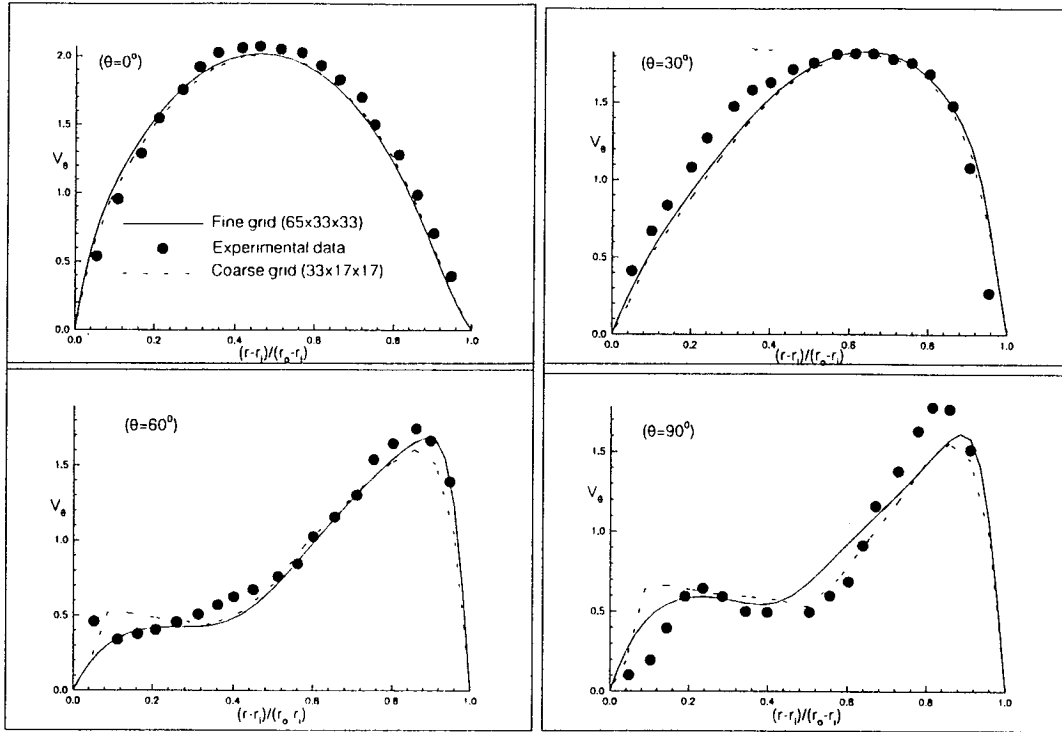 (θ=0⁰)
2.0
1.5
1.0
0.5
0.0
V_θ
Fine grid (65x33x33)
Experimental data
Coarse grid (33x17x17)
0.0 0.2 0.4 0.6 0.8 1.0
(r-r_i)/(r_o-r_i)
(θ=30⁰)
1.5
1.0
0.5
0.0
V_θ
0.0 0.2 0.4 0.6 0.8 1.0
(r-r_i)/(r_o-r_i)
(θ=60⁰)
1.5
1.0
0.5
0.0
V_θ
0.0 0.2 0.4 0.6 0.8 1.0
(r-r_i)/(r_o-r_i)
(θ=90⁰)
1.5
1.0
0.5
0.0
V_θ
0.0 0.2 0.4 0.6 0.8 1.0
(r-r_i)/(r_o-r_i)